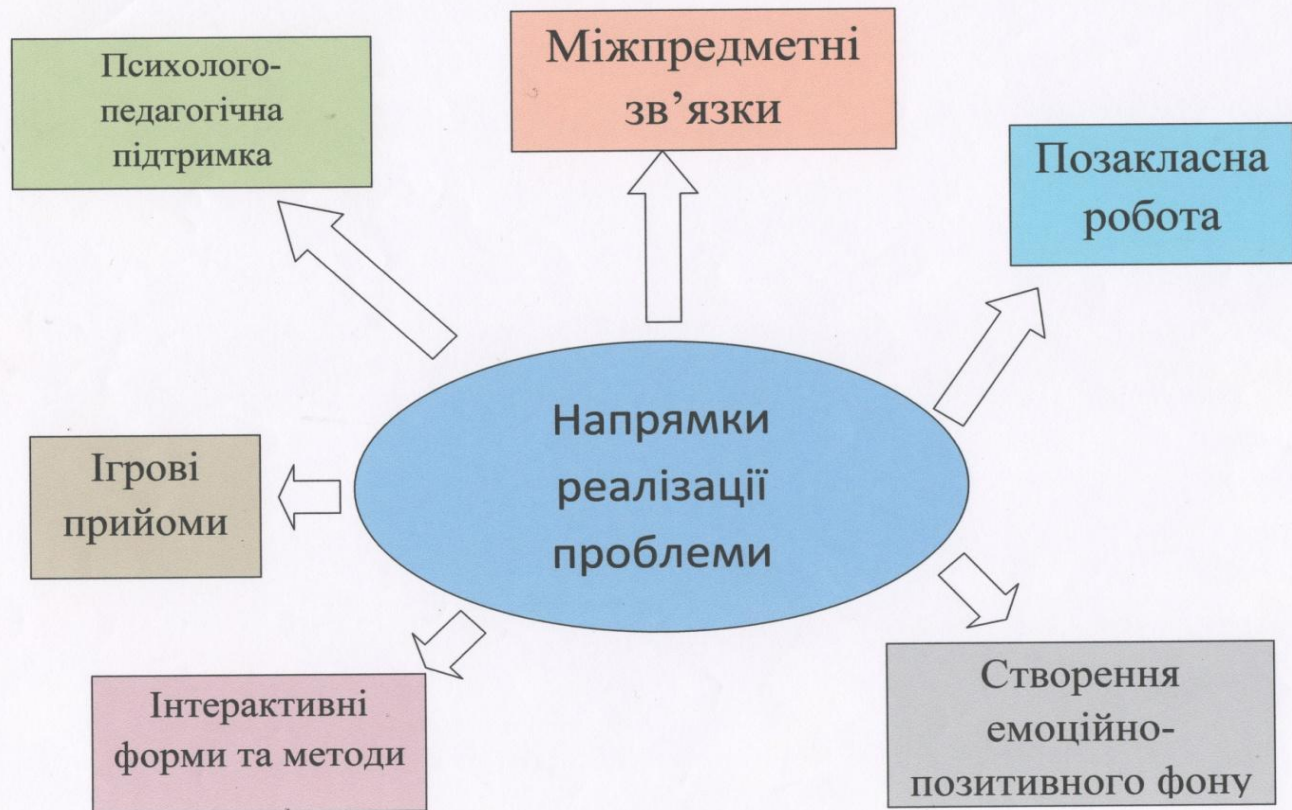 Психолого-
педагогічна
підтримка
Міжпредметні
зв’язки
Позакласна
робота
Напрямки
реалізації
проблеми
Ігрові
прийоми
Інтерактивні
форми та методи
Створення
емоційно-
позитивного фону